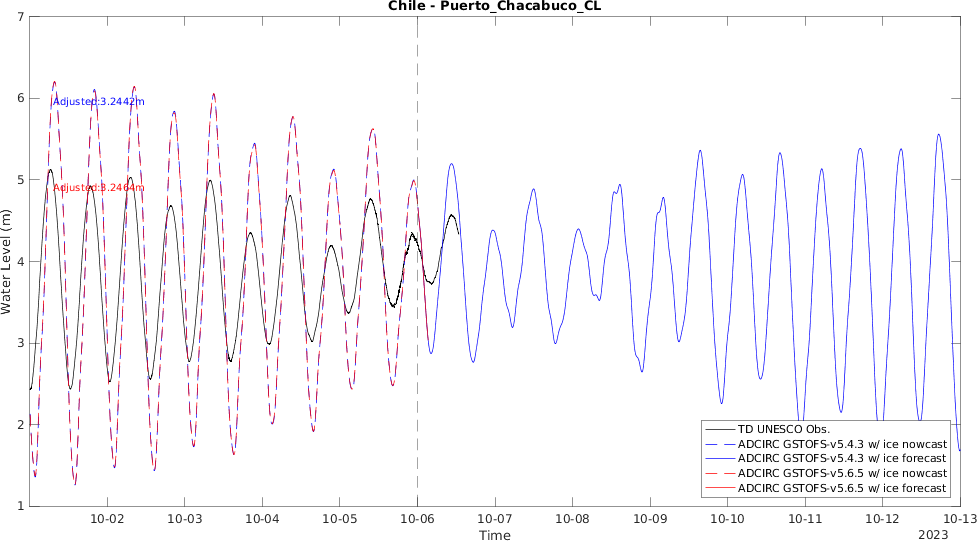 Chile - Puerto_Chacabuco_CL
7
6
5
4
3
2
1
Water Level (m)
Adjusted:3.2442m
Adjusted:3.2464m
TD UNESCO Obs.
ADCIRC GSTOFS-v5.4.3 w/ ice nowcast
ADCIRC GSTOFS-v5.4.3 w/ ice forecast
ADCIRC GSTOFS-v5.6.5 w/ ice nowcast
ADCIRC GSTOFS-v5.6.5 w/ ice forecast
10-02 10-03 10-04 10-05 10-06 10-07 10-08 10-09 10-10 10-11 10-12 10-13
Time
2023